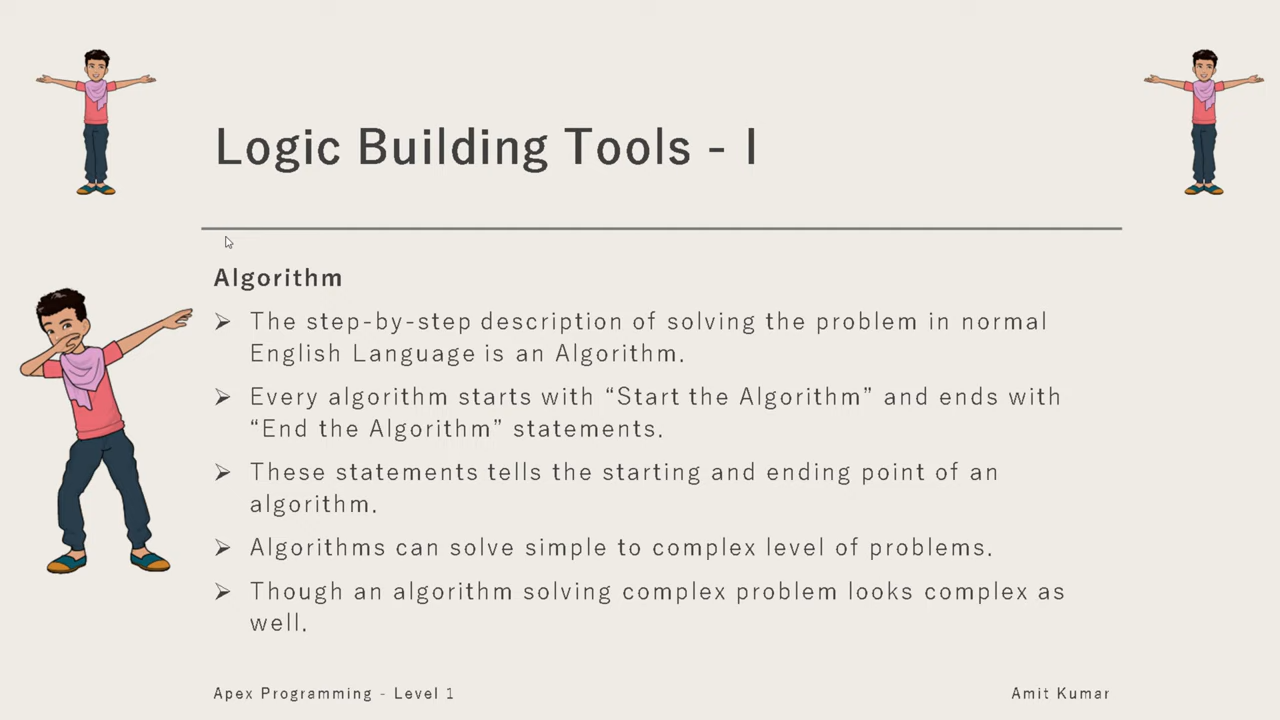 Logic Building Tools - I
Algorithm
➢ The step-by-step description of solving the problem in normal
English Language is an Algorithm.
➢ Every algorithm starts with “Start the Algorithm” and ends with
“End the Algorithm” statements.
➢ These statements tells the starting and ending point of an
algorithm.
➢ Algorithms can solve simple to complex level of problems.
➢ Though an algorithm solving complex problem looks complex as
well.
Apex Programming - Level 1
Amit Kumar